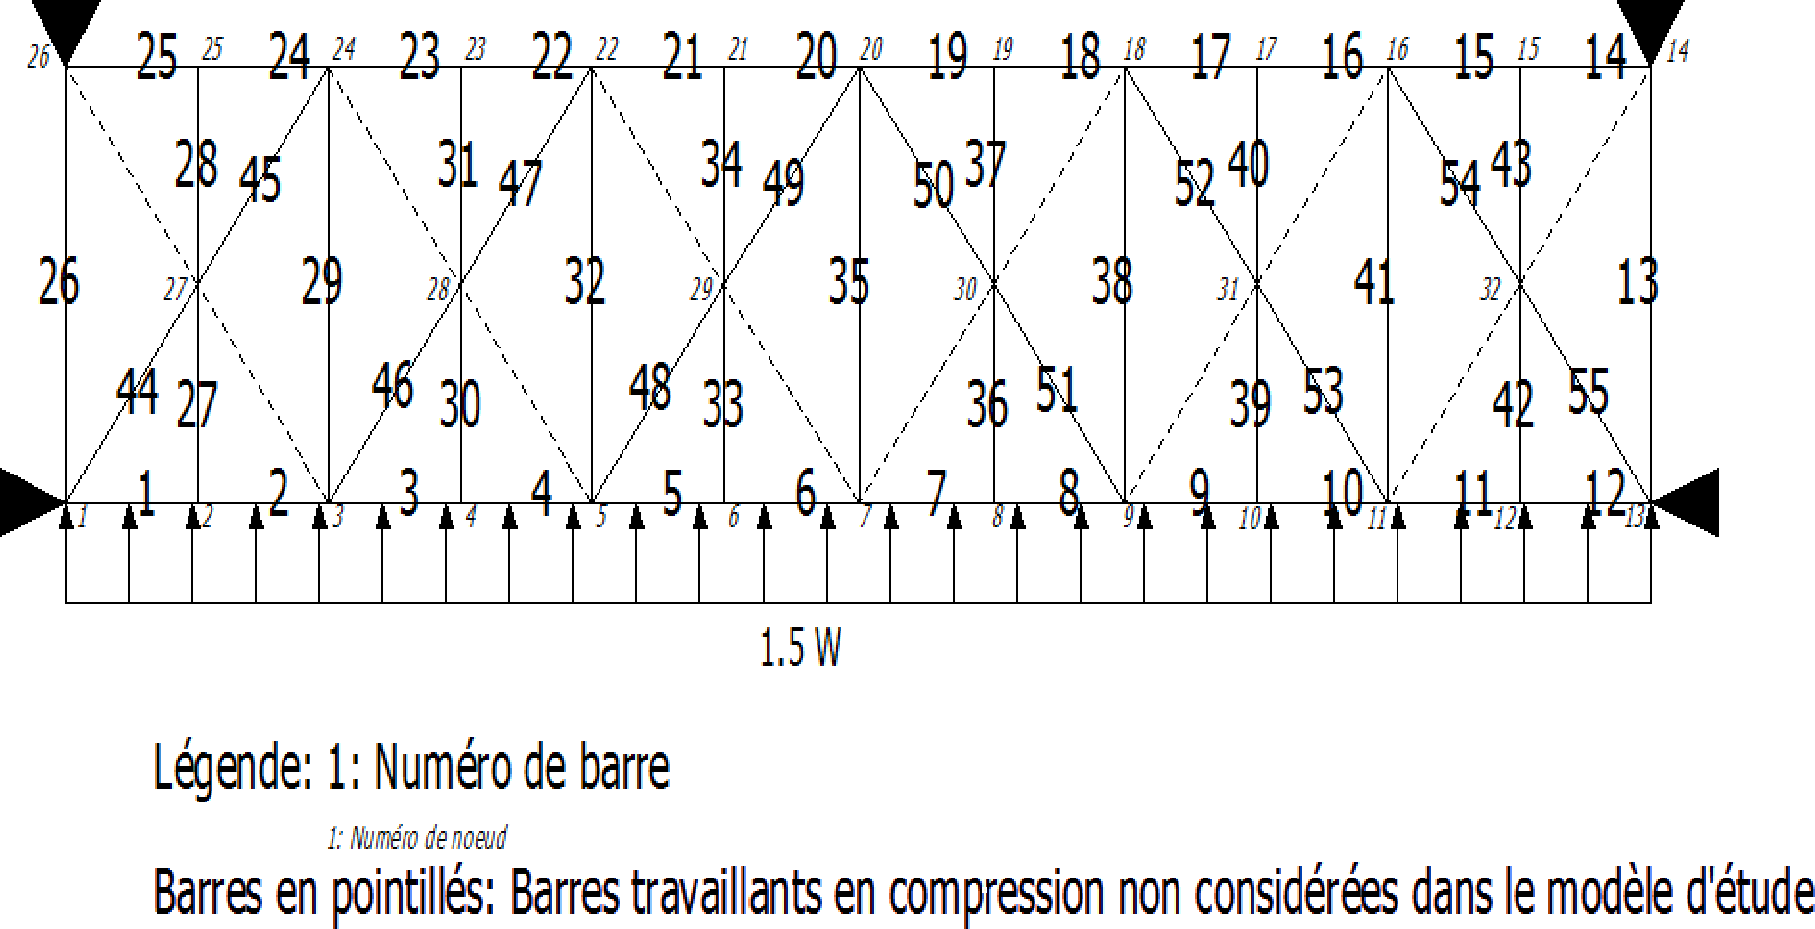 26 25 25 24 24 23 23 22 22 21 21 20 20 19 19 18 18 17 17 16 16 15 15 14 14
28 45 31 47 34 49 50 37 52 40 54 43
26 27 29 28 32 29 35 30 38 31 41 32 13
44 27 46 30 48 33 36 51 39 53 42 55
1 2 3 4 5 6 7 8 9 10 11 12
1 2 3 4 5 6 7 8 9 10 11 12 13
1.5 W
Légende: 1: Numéro de barre
1: Numéro de noeud
Barres en pointillés: Barres travaillants en compression non considérées dans le modèle d'étude